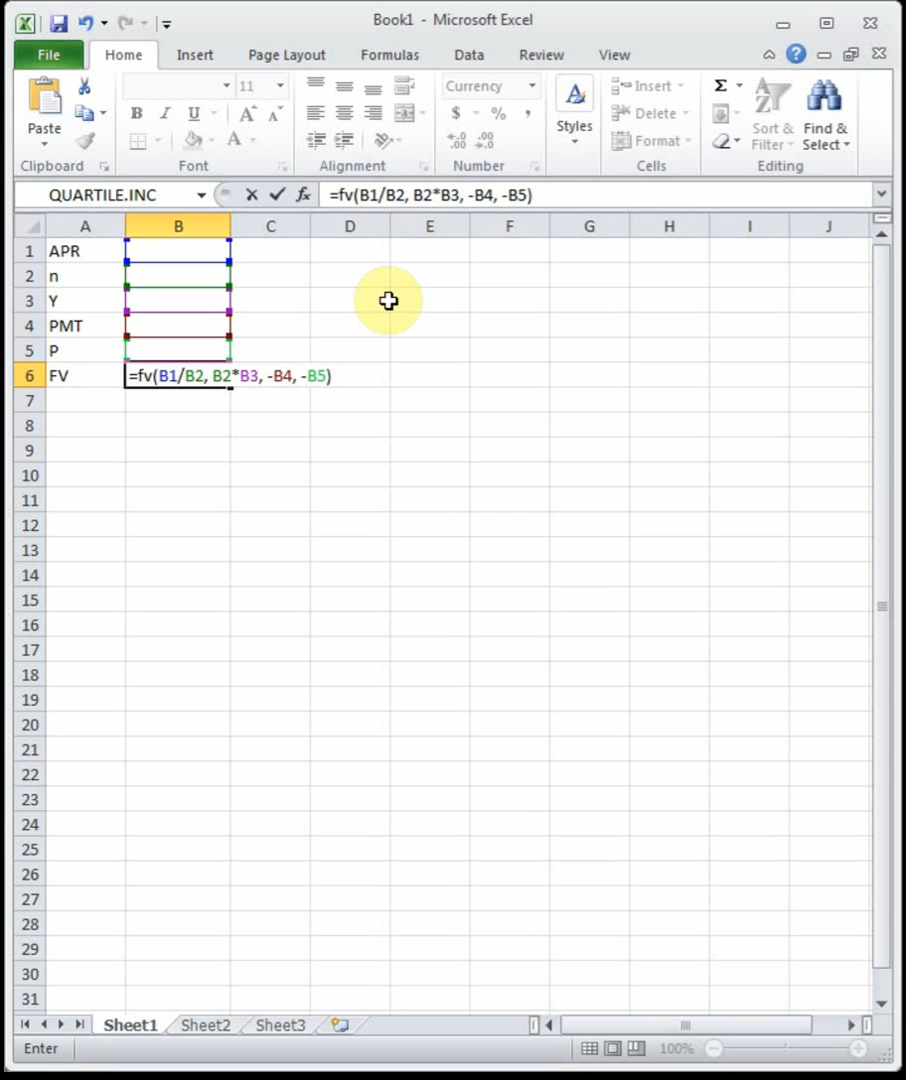 Book1 - Microsoft Excel
File Home Insert Page Layout Formulas Data Review View
11 Currency Insert Σ
Paste B I U A A $ % , Styles Delete Sort & Find &
A .0 .00 Format Filter Select
Clipboard Font Alignment Number Cells Editing
QUARTILE.INC fx =fv(B1/B2, B2*B3, -B4, -B5)
A B C D E F G H I J
1 APR
2 n
3 Y
4 PMT
5 P
6 FV =fv(B1/B2, B2*B3, -B4, -B5)
7
8
9
10
11
12
13
14
15
16
17
18
19
20
21
22
23
24
25
26
27
28
29
30
31
Sheet1 Sheet2 Sheet3
Enter 100%